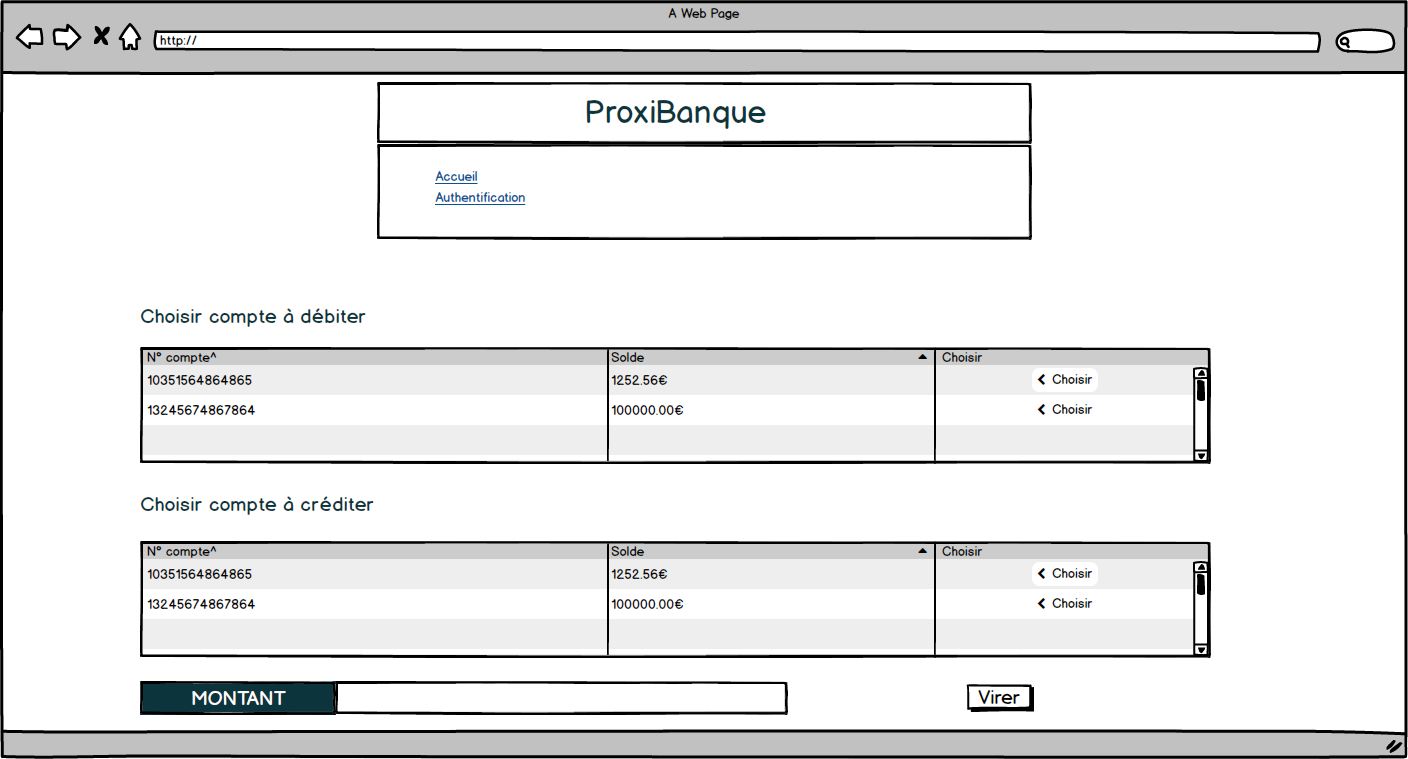 A Web Page
http://
ProxiBanque
Accueil
Authentification
Choisir compte à débiter
N° compte^ Solde Choisir
10351564864865 1252.56€ Choisir
13245674867864 100000.00€ Choisir
Choisir compte à créditer
N° compte^ Solde Choisir
10351564864865 1252.56€ Choisir
13245674867864 100000.00€ Choisir
MONTANT Virer